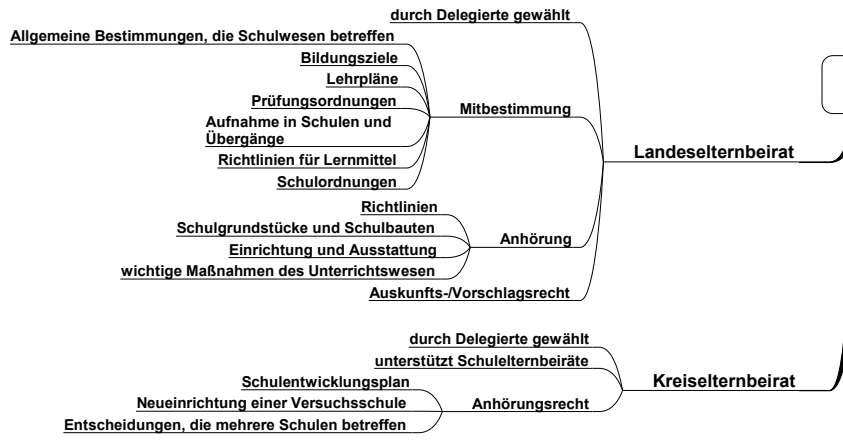 durch Delegierte gewählt
Allgemeine Bestimmungen, die Schulwesen betreffen
Bildungsziele
Lehrpläne
Prüfungsordnungen
Aufnahme in Schulen und
Übergänge
Richtlinien für Lernmittel
Schulordnungen
Mitbestimmung
Richtlinien
Schulgrundstücke und Schulbauten
Einrichtung und Ausstattung
wichtige Maßnahmen des Unterrichtswesen
Anhörung
Auskunfts-/Vorschlagsrecht
Landeselternbeirat
durch Delegierte gewählt
unterstützt Schulelternbeiräte
Schulentwicklungsplan
Neueinrichtung einer Versuchsschule
Entscheidungen, die mehrere Schulen betreffen
Anhörungsrecht
Kreiselternbeirat